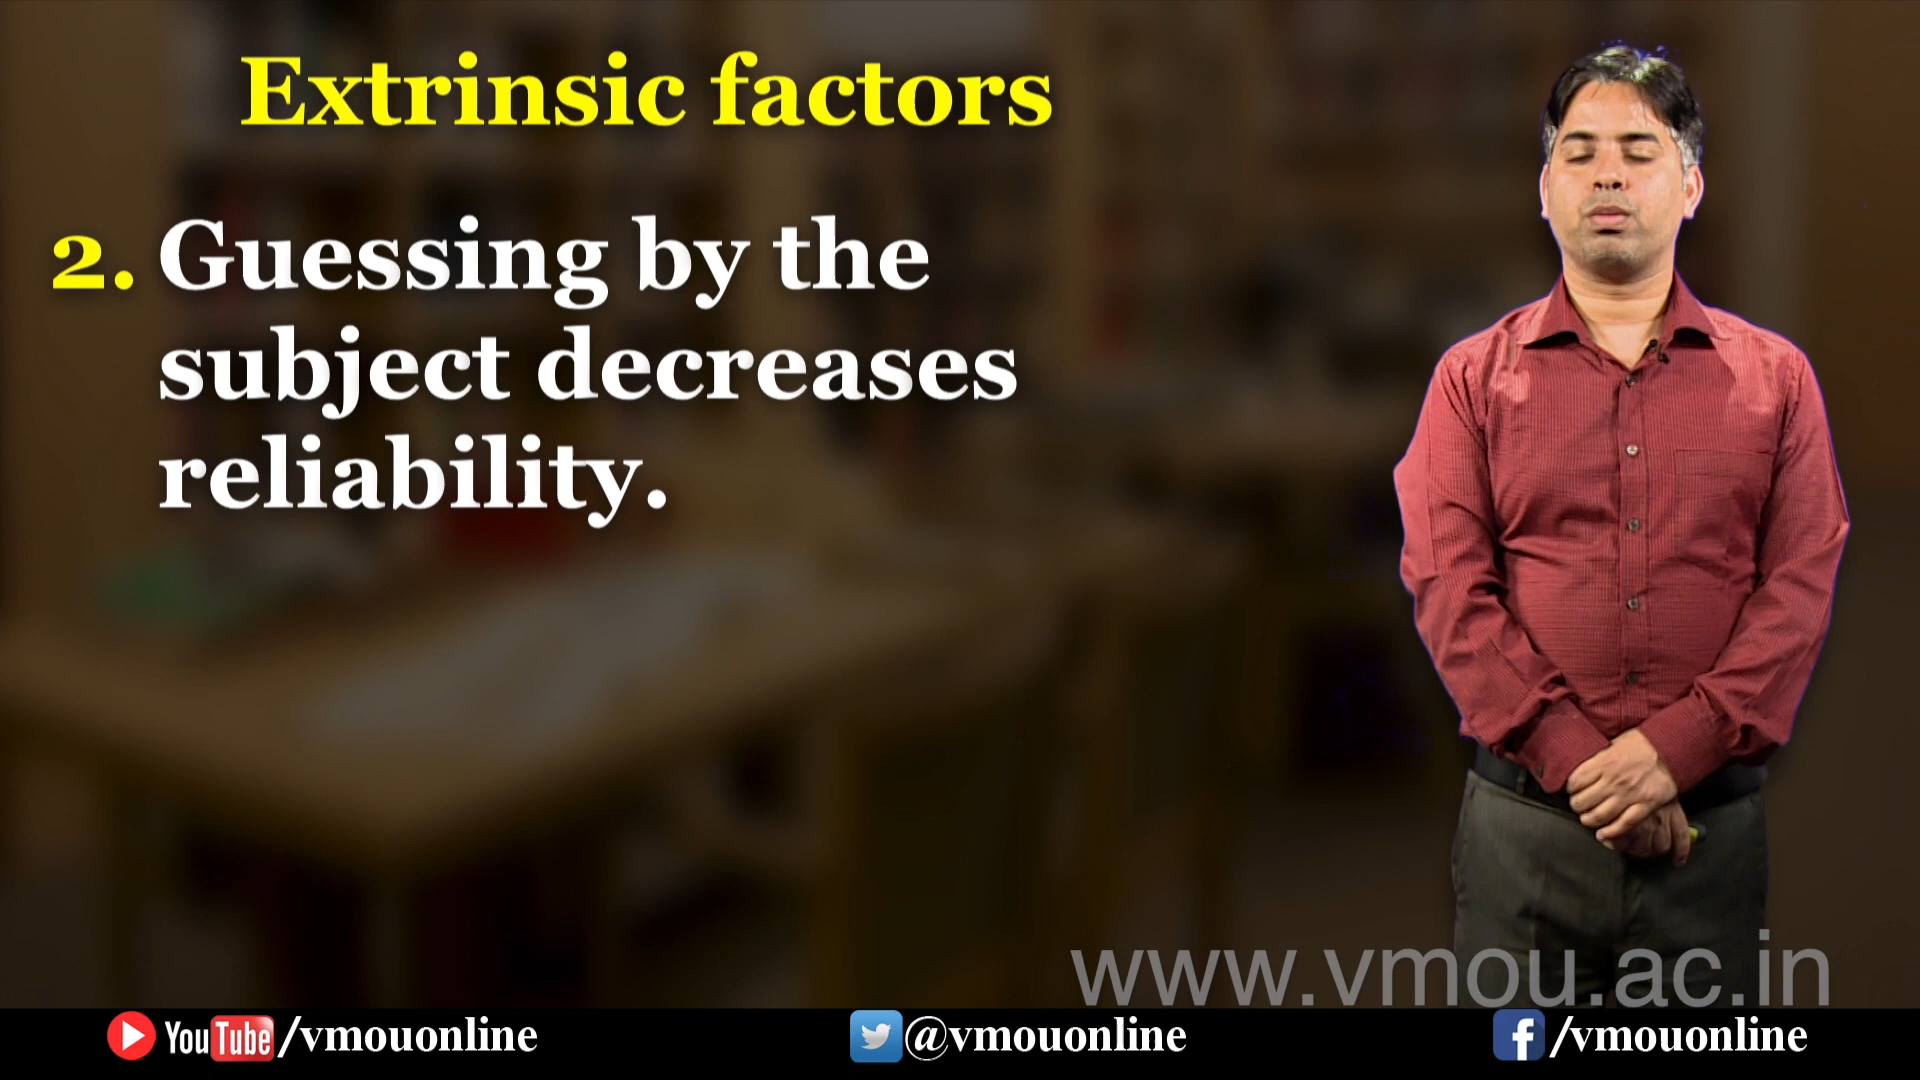 Extrinsic factors
2. Guessing by the
subject decreases
reliability.
www.vmou.ac.in
YouTube/vmouonline
@vmouonline
/vmouonline